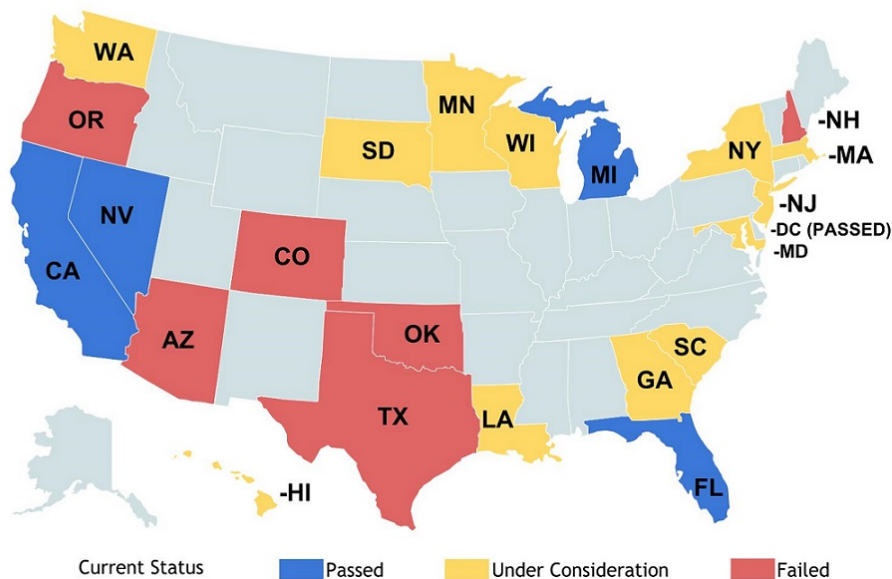 WA
OR
MN
-NH
SD
WI
NY
-MA
MI
-NJ
NV
-DC (PASSED)
-MD
CO
CA
AZ
OK
SC
GA
TX
LA
-HI
FL
Current Status
Passed
Under Consideration
Failed